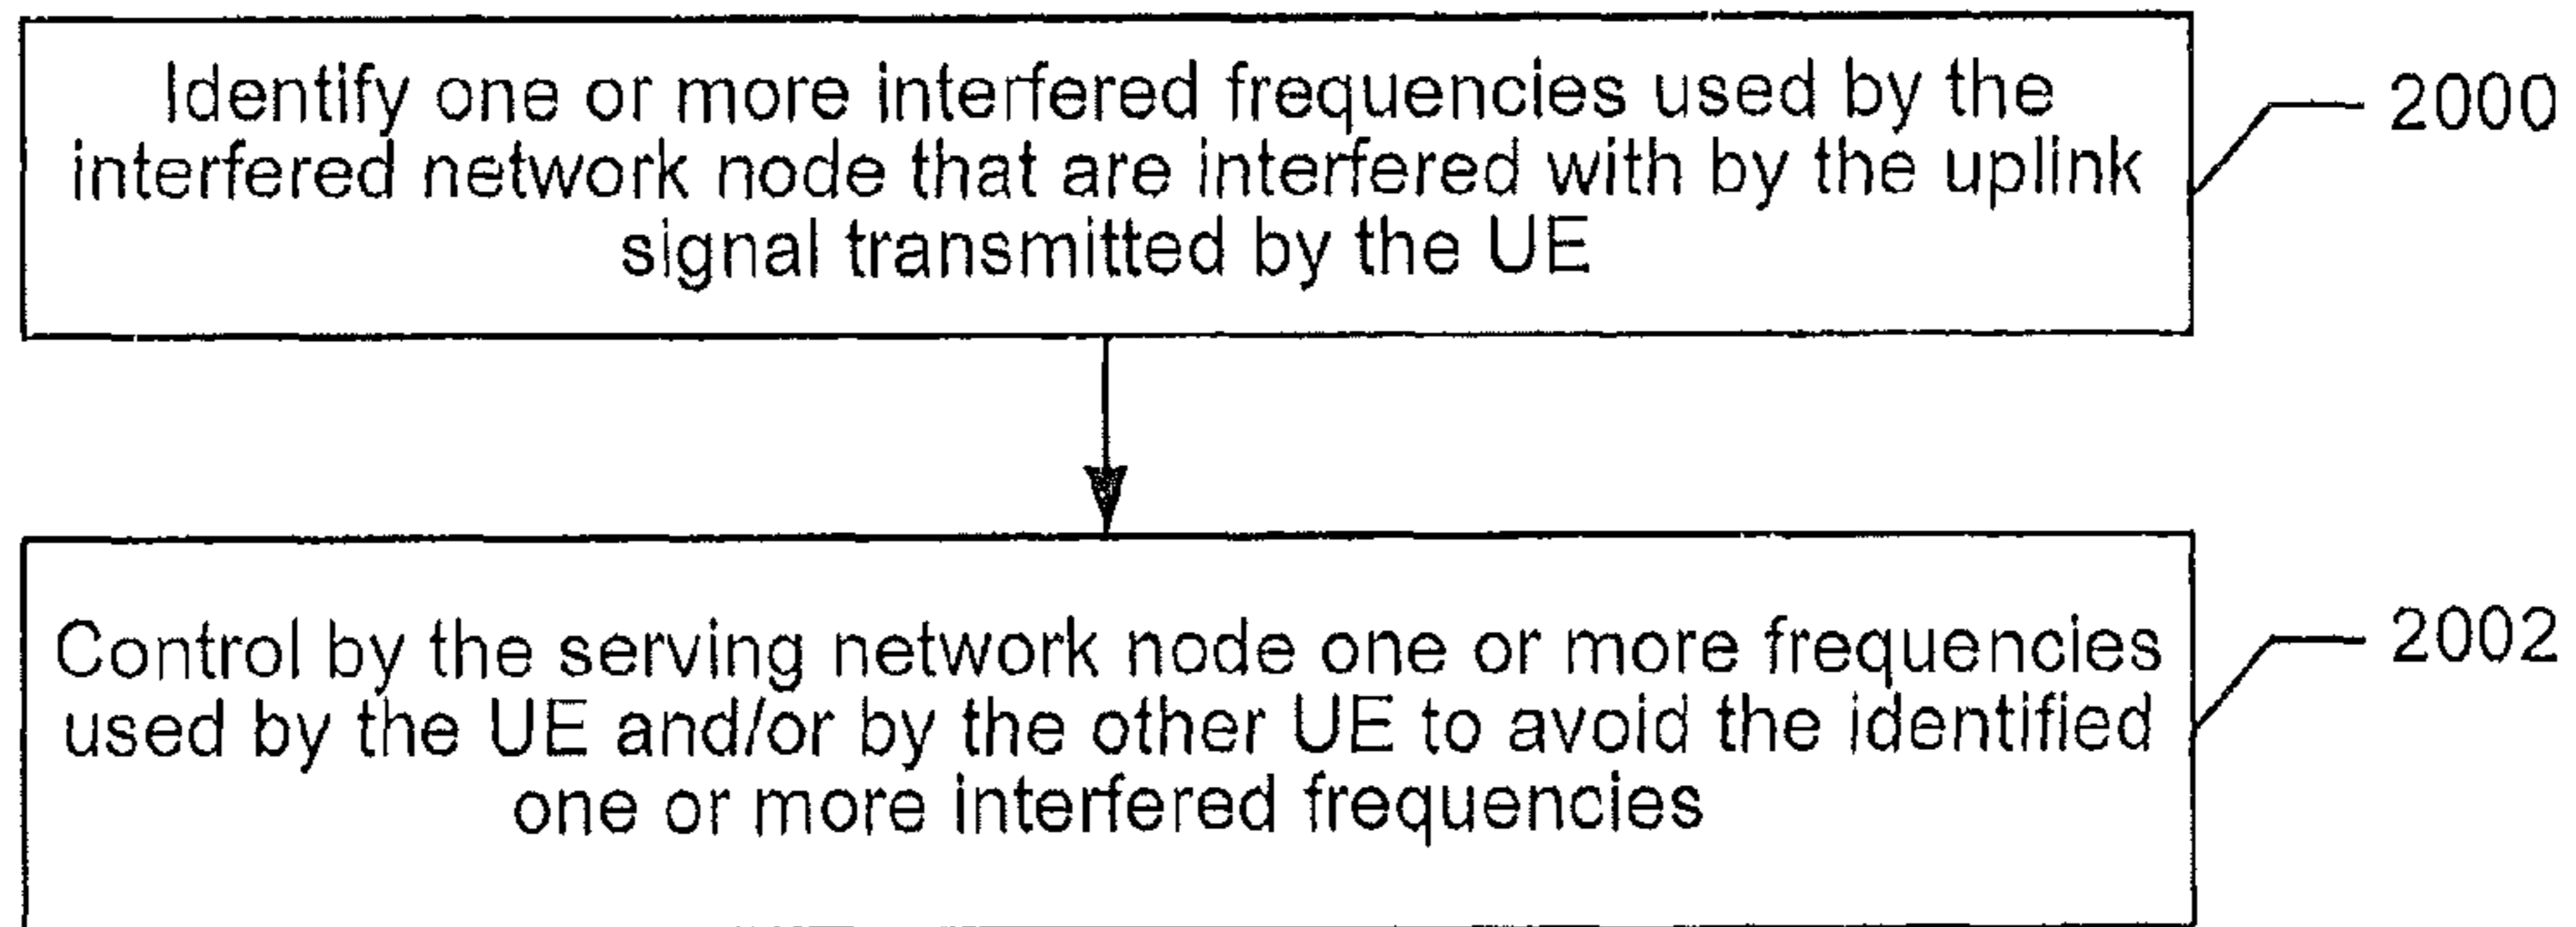 Identify one or more interfered frequencies used by the
interfered network node that are interfered with by the uplink
signal transmitted by the UE
2000
Control by the serving network node one or more frequencies
used by the UE and/or by the other UE to avoid the identified
one or more interfered frequencies
2002